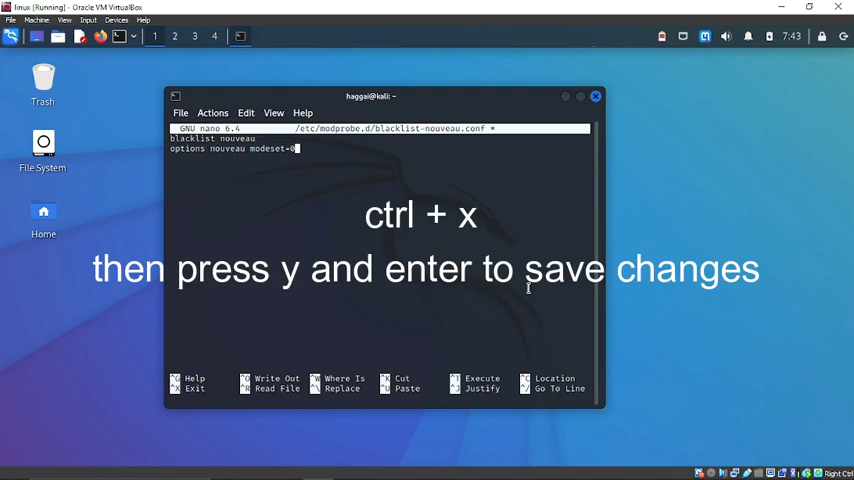 linux [Running] - Oracle VM VirtualBox
File Machine View Input Devices Help
1 2 3 4 7:43
Trash
File System
Home
haggai@kali: ~
File Actions Edit View Help
GNU nano 6.4 /etc/modprobe.d/blacklist-nouveau.conf *
blacklist nouveau
options nouveau modeset=0
ctrl + x
then press y and enter to save changes
^G Help ^O Write Out ^W Where Is ^K Cut ^T Execute ^C Location
^X Exit ^R Read File ^\ Replace ^U Paste ^J Justify ^/ Go To Line
Right Ctrl